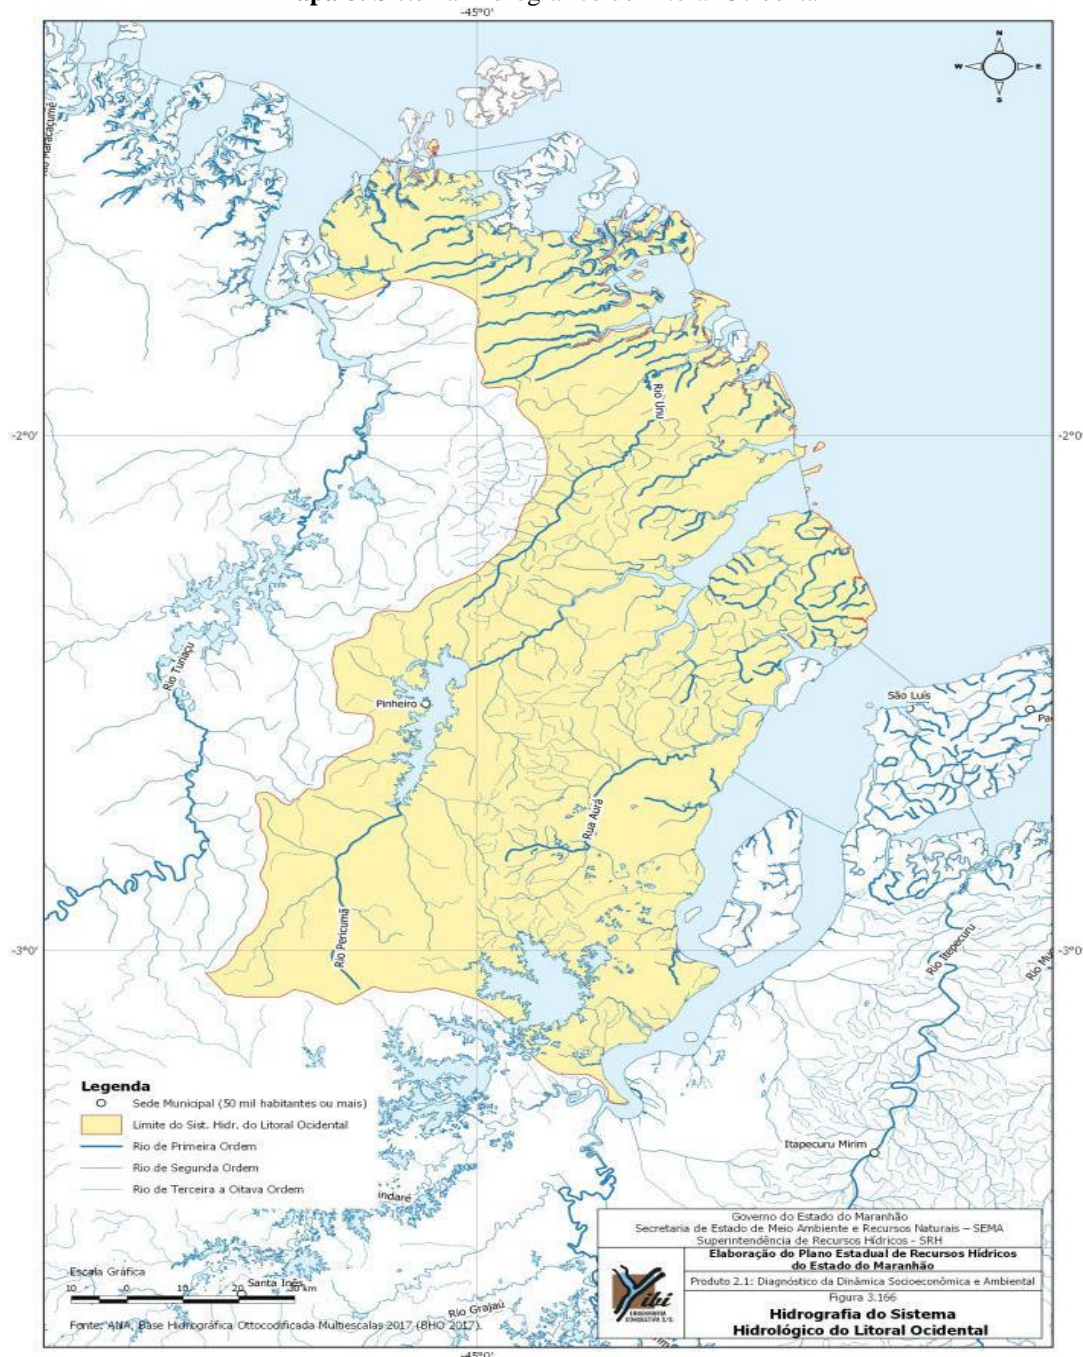 -45°0'
N
W
E
S
Rio Maracaçumé
Rio Unu
-2°0'
-2°0'
Rio Turiaçu
Pinheiro
São Luís
Rua Aurá
Rio Pericumã
-3°0'
-3°0'
Rio Itepecuru
Legenda
Sede Municipal (50 mil habitantes ou mais)
Limite do Sist. Hidr. do Litoral Ocidental
Rio de Primeira Ordem
Rio de Segunda Ordem
Rio de Terceira a Oitava Ordem
indaré
Itapecuru Mirim
Escala Gráfica
10 0 10 20 30 km
Santa Inês
Rio Grajaú
Fonte: ANA, Base Hidrográfica Ottocodificada Multiescalas 2017 (BHO 2017).
Governo do Estado do Maranhão
Secretaria de Estado de Meio Ambiente e Recursos Naturais – SEMA
Superintendência de Recursos Hídricos - SRH
Elaboração do Plano Estadual de Recursos Hídricos
do Estado do Maranhão
Produto 2.1: Diagnóstico da Dinâmica Socioeconômica e Ambiental
Figura 3.166
Hidrografia do Sistema
Hidrológico do Litoral Ocidental
ibi
ENGENHARIA
CONSULTIVA S/S.
-45°0'